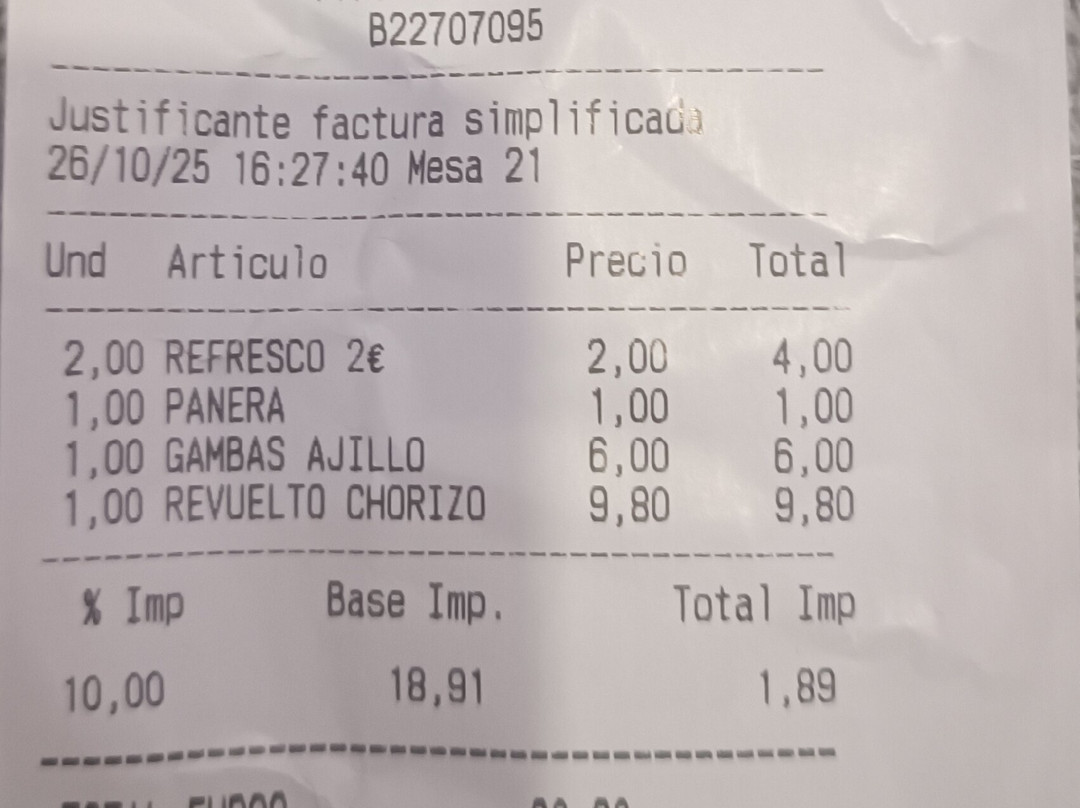 B22707095
Justificante factura simplificada
26/10/25 16:27:40 Mesa 21
Und Articulo Precio Total
2,00 REFRESCO 2€ 2,00 4,00
1,00 PANERA 1,00 1,00
1,00 GAMBAS AJILLO 6,00 6,00
1,00 REVUELTO CHORIZO 9,80 9,80
% Imp Base Imp. Total Imp
10,00 18,91 1,89